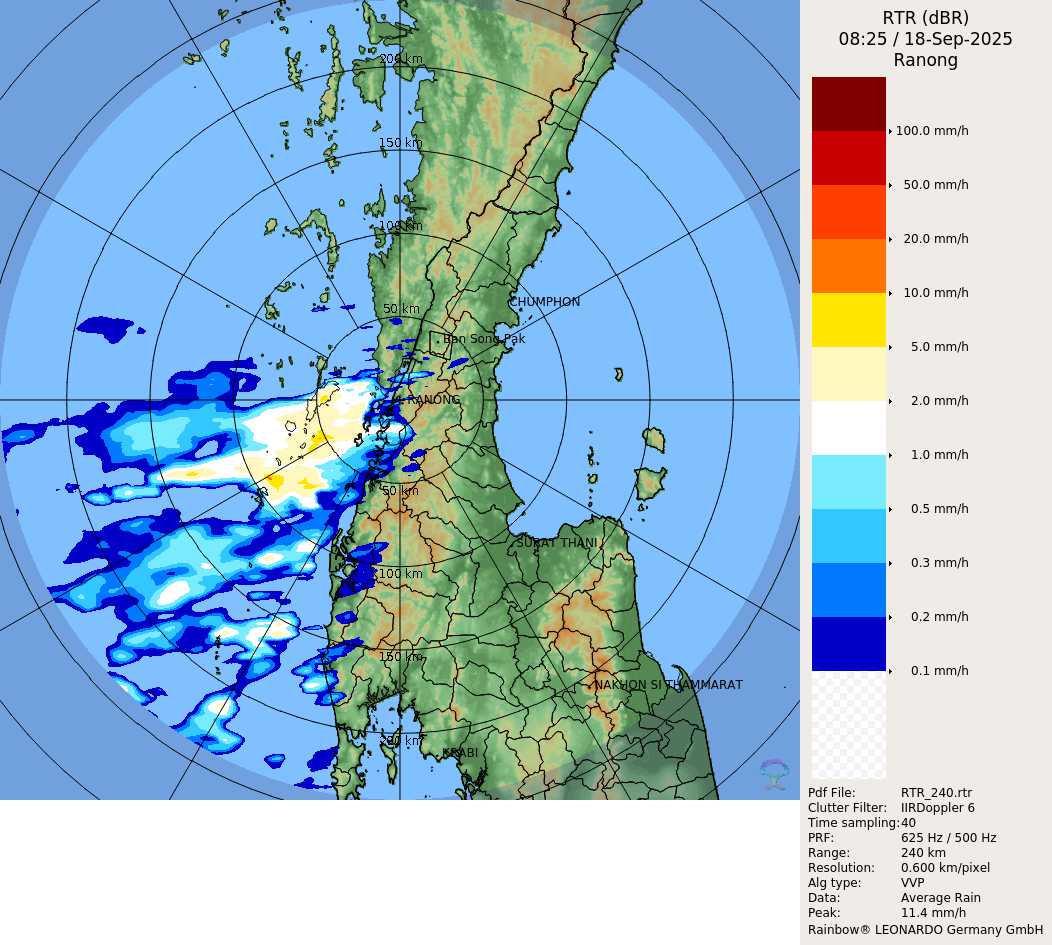 RTR (dBR)
08:25 / 18-Sep-2025
Ranong
200 km
150 km
100 km
50 km
CHUMPHON
Ban Song Pak
RANONG
50 km
SURAT THANI
100 km
150 km
NAKHON SI THAMMARAT
200 km
KRABI
100.0 mm/h
50.0 mm/h
20.0 mm/h
10.0 mm/h
5.0 mm/h
2.0 mm/h
1.0 mm/h
0.5 mm/h
0.3 mm/h
0.2 mm/h
0.1 mm/h
Pdf File: RTR_240.rtr
Clutter Filter: IIRDoppler 6
Time sampling:40
PRF: 625 Hz / 500 Hz
Range: 240 km
Resolution: 0.600 km/pixel
Alg type: VVP
Data: Average Rain
Peak: 11.4 mm/h
Rainbow® LEONARDO Germany GmbH